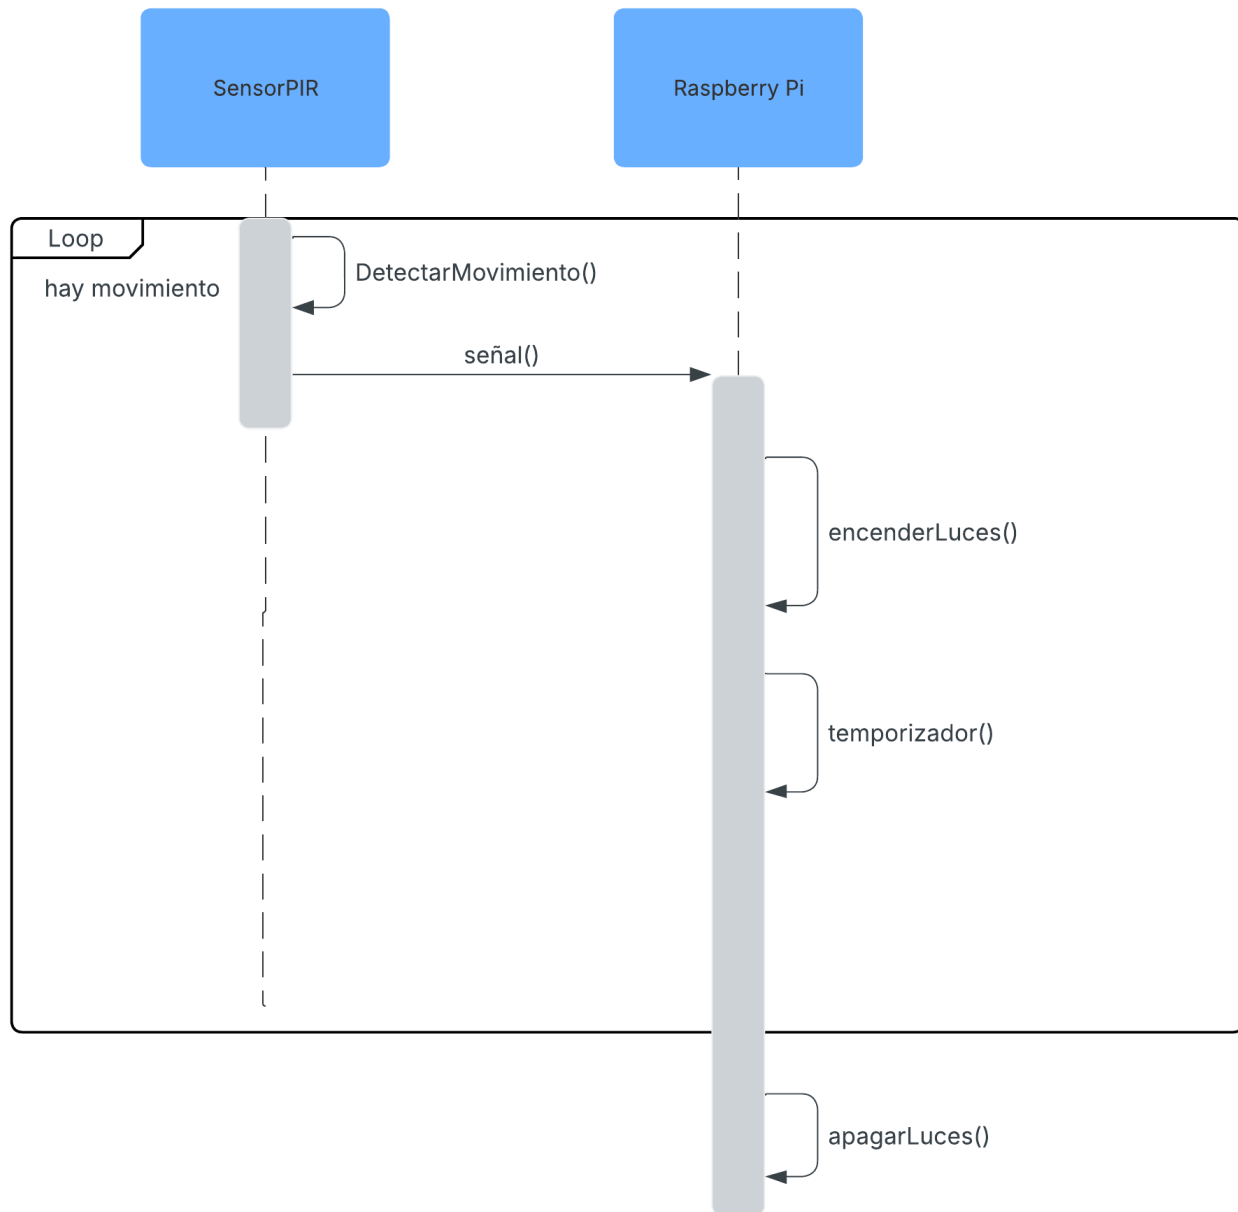 SensorPIR
Raspberry Pi
Loop
hay movimiento
DetectarMovimiento()
señal()
encenderLuces()
temporizador()
apagarLuces()